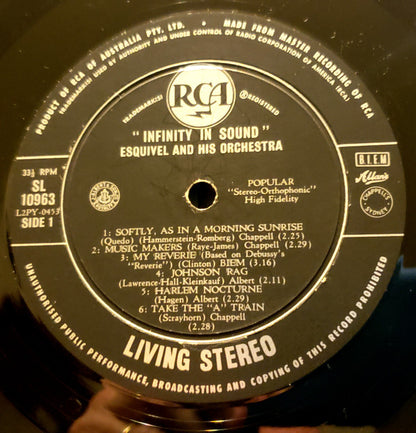 PRODUCT OF RCA OF AUSTRALIA PTY. LTD. • MADE FROM MASTER RECORDING OF RCA
TRADEMARKS USED BY AUTHORITY AND UNDER CONTROL OF RADIO CORPORATION OF AMERICA (RCA)
TRADEMARK(S) RCA ® REGISTERED
" INFINITY IN SOUND "
ESQUIVEL AND HIS ORCHESTRA
33⅓ RPM
SL
10963
L2PY-0453
SIDE 1
B.I.E.M
Allan's
CHAPPELL'S
SYDNEY
POPULAR
"Stereo-Orthophonic"
High Fidelity
1: SOFTLY, AS IN A MORNING SUNRISE
(Quedo) (Hammerstein-Romberg) Chappell (2.25)
2: MUSIC MAKERS (Raye-James) Chappell (2.29)
3: MY REVERIE (Based on Debussy's
"Reverie") (Clinton) BIEM (3.16)
4: JOHNSON RAG
(Lawrence/Hall-Kleinkauf) Albert (2.11)
5: HARLEM NOCTURNE
(Hagen) Albert (2.29)
6: TAKE THE "A" TRAIN
(Strayhorn) Chappell
(2.28)
LIVING STEREO
UNAUTHORISED PUBLIC PERFORMANCE, BROADCASTING AND COPYING OF THIS RECORD PROHIBITED